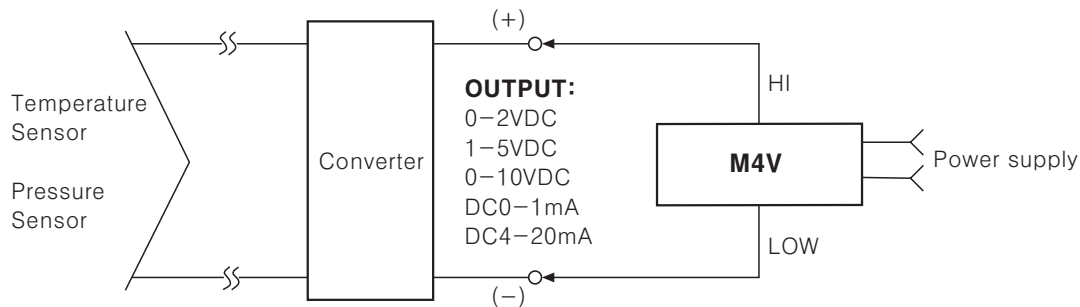 Temperature
Sensor
Pressure
Sensor
Converter
(+)
OUTPUT:
0-2VDC
1-5VDC
0-10VDC
DC0-1mA
DC4-20mA
(-)
HI
M4V
LOW
Power supply